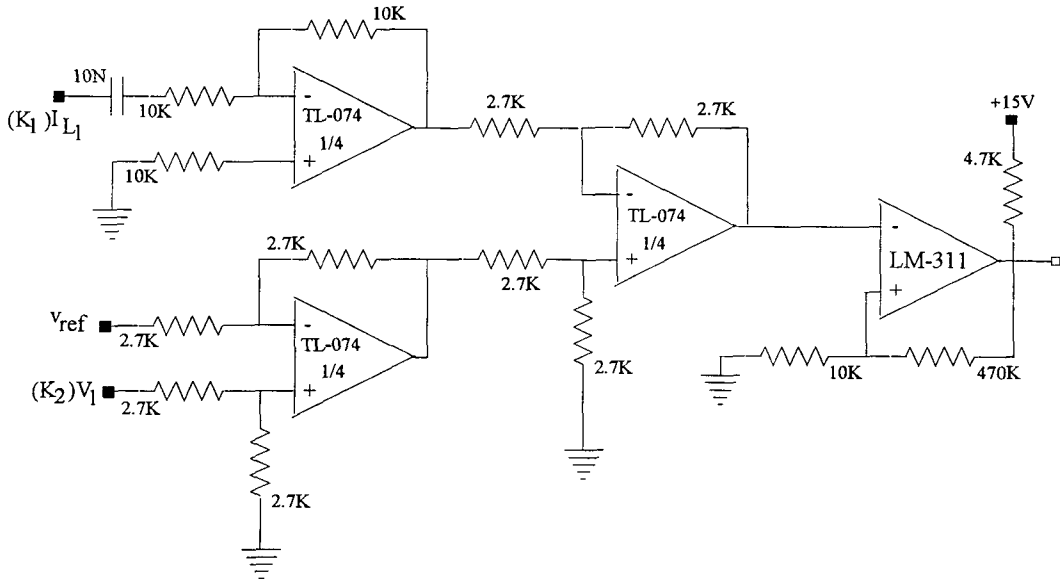 10K
10N
10K
(K1)IL1
10K
-
TL-074
1/4
+
2.7K
2.7K
-
TL-074
1/4
+
+15V
4.7K
-
LM-311
+
10K
470K
2.7K
2.7K
2.7K
vref
2.7K
-
TL-074
1/4
+
(K2)V1
2.7K
2.7K